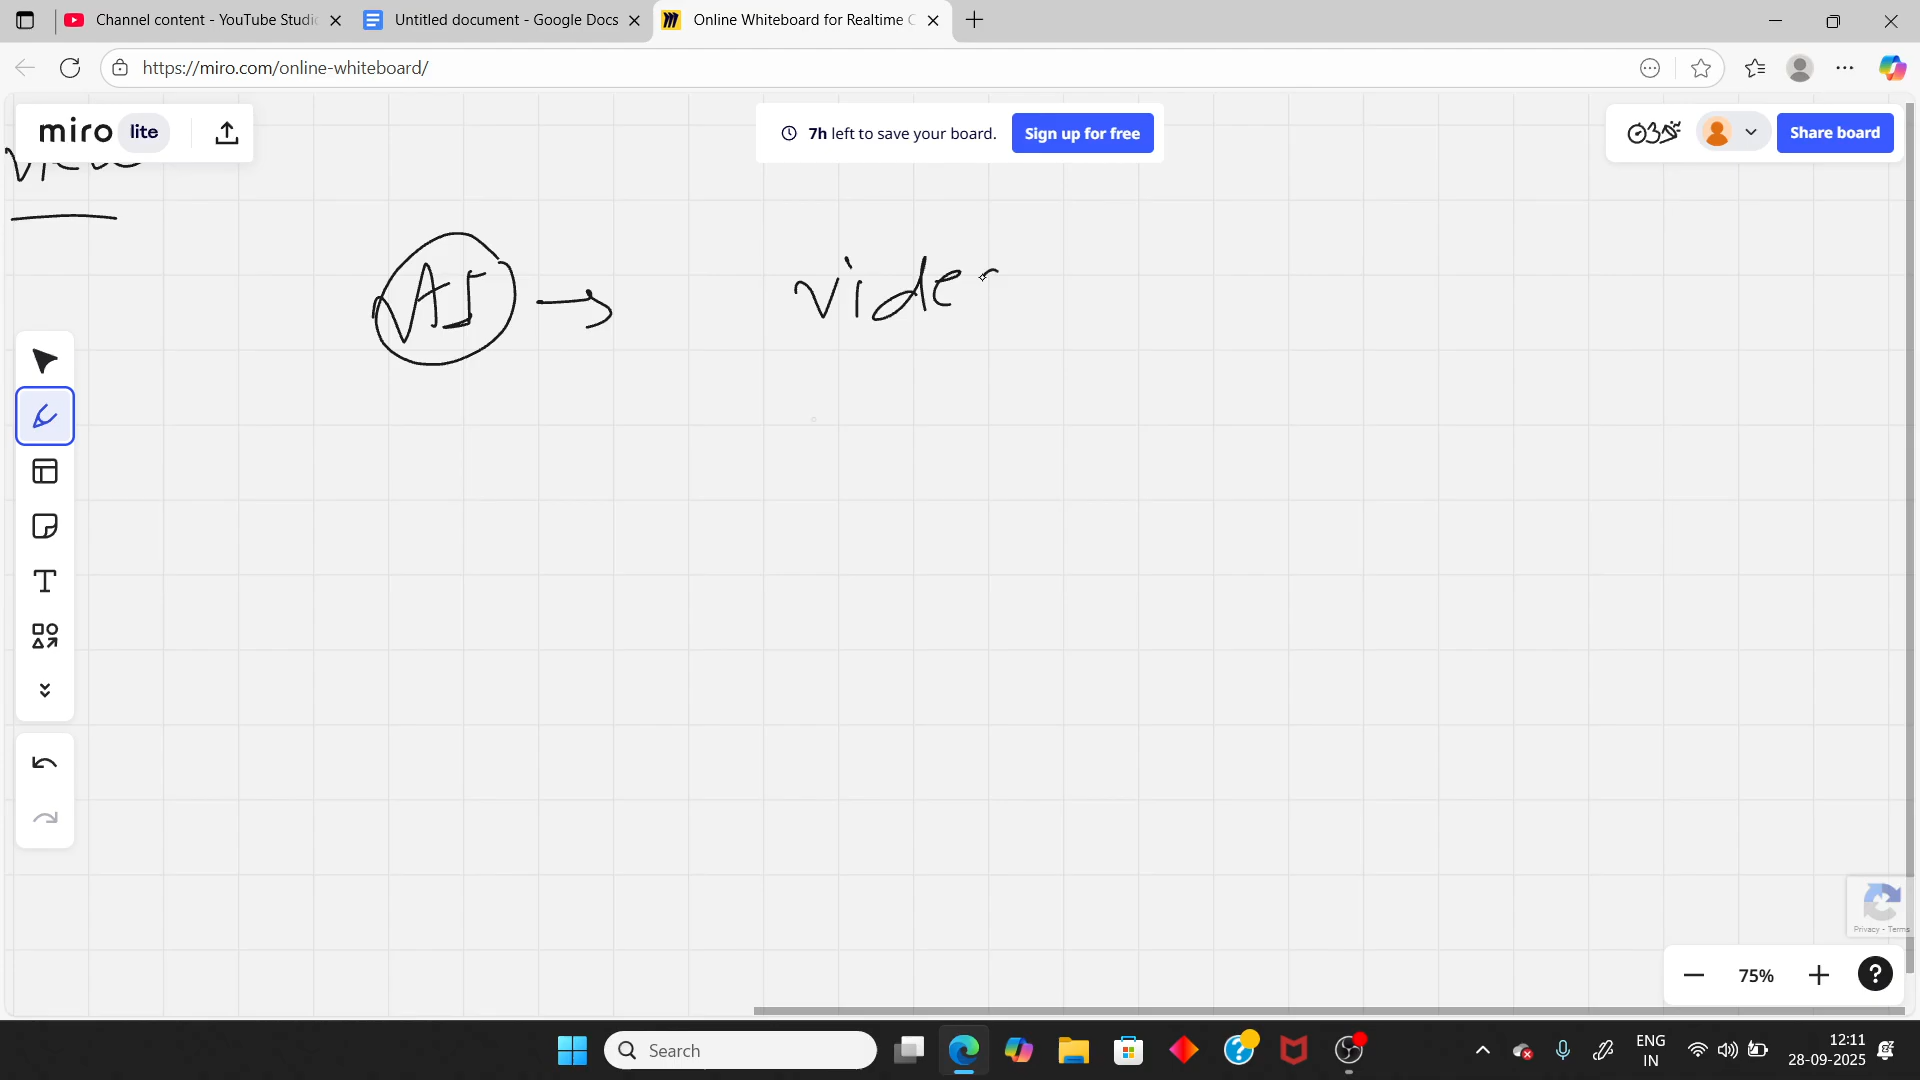 Channel content - YouTube Studi
Untitled document - Google Docs
Online Whiteboard for Realtime C
https://miro.com/online-whiteboard/
miro lite
7h left to save your board.
Sign up for free
Share board
AI →
vide
T
Privacy - Terms
75%
?
Search
ENG
IN
12:11
28-09-2025